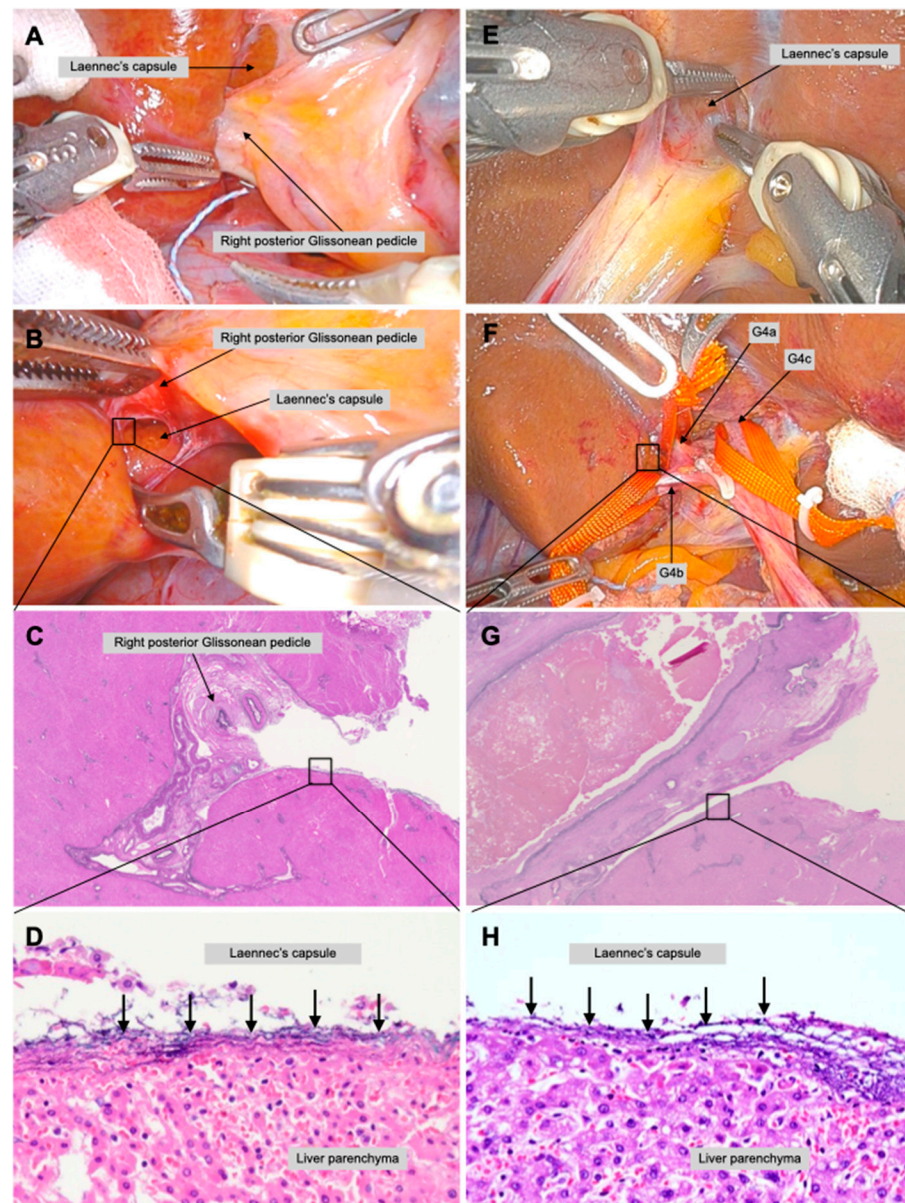 A
Laennec's capsule
Right posterior Glissonean pedicle
B
Right posterior Glissonean pedicle
Laennec's capsule
C
Right posterior Glissonean pedicle
D
Laennec's capsule
Liver parenchyma
E
Laennec's capsule
F
G4a
G4c
G4b
G
H
Laennec's capsule
Liver parenchyma